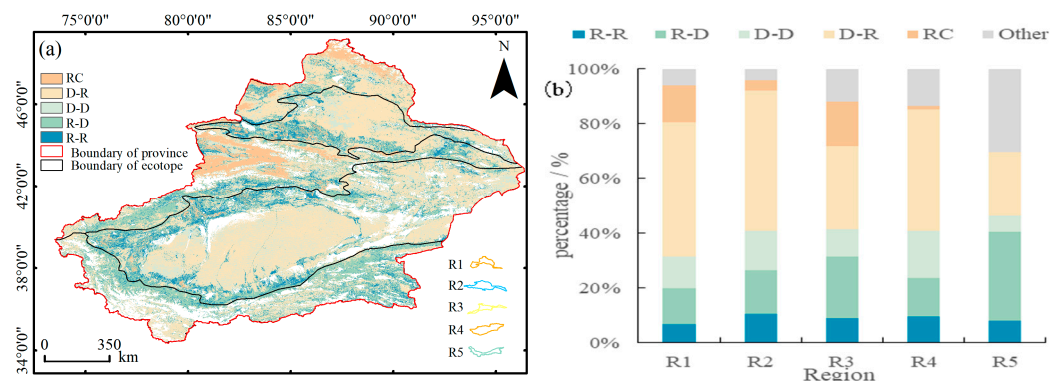 75°0'0" 80°0'0" 85°0'0" 90°0'0" 95°0'0"
(a)
N
RC
D-R
D-D
R-D
R-R
Boundary of province
Boundary of ecotope
46°0'0"
42°0'0"
38°0'0"
34°0'0"
R1
R2
R3
R4
R5
0 350
km
R-R R-D D-D D-R RC Other
(b)
percentage / %
100%
80%
60%
40%
20%
0%
R1 R2 R3 R4 R5
Region